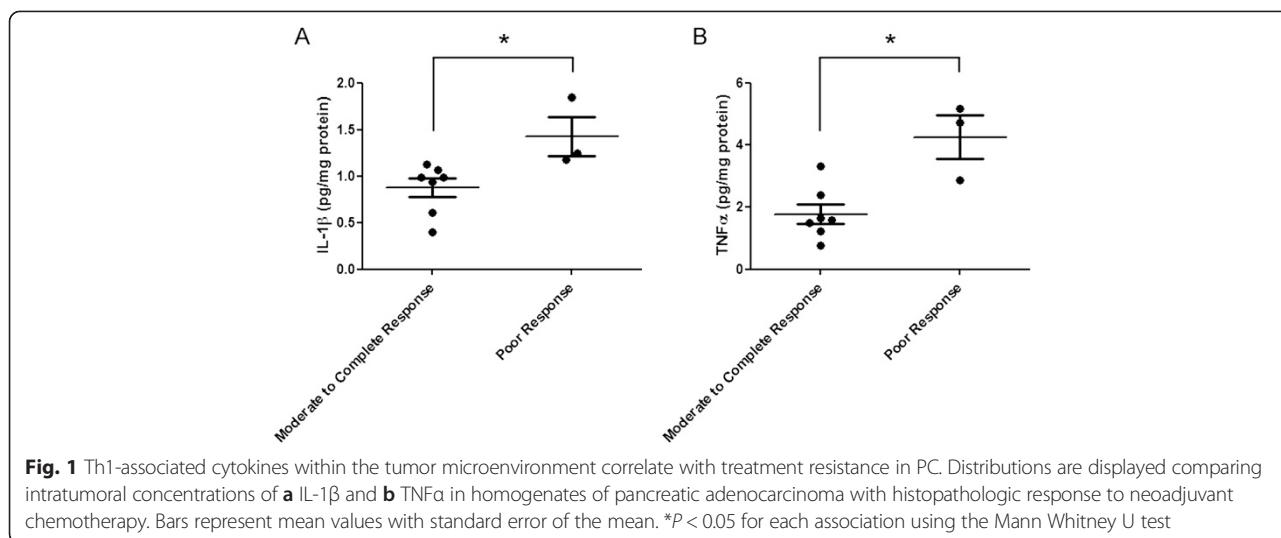 A
*
IL-1β (pg/mg protein)
2.0
1.5
1.0
0.5
0.0
Moderate to Complete Response
Poor Response
B
*
TNFα (pg/mg protein)
6
4
2
0
Moderate to Complete Response
Poor Response
Fig. 1 Th1-associated cytokines within the tumor microenvironment correlate with treatment resistance in PC. Distributions are displayed comparing
intratumoral concentrations of a IL-1β and b TNFα in homogenates of pancreatic adenocarcinoma with histopathologic response to neoadjuvant
chemotherapy. Bars represent mean values with standard error of the mean. *P < 0.05 for each association using the Mann Whitney U test